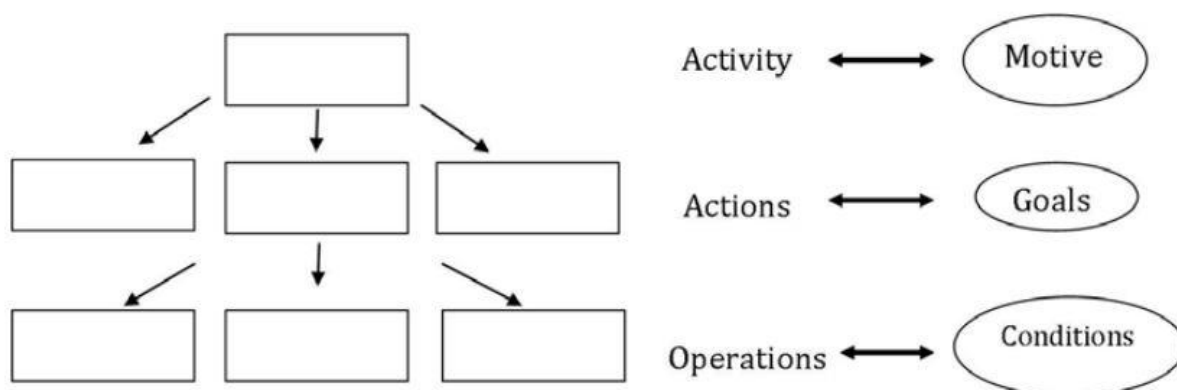 Activity
Motive
Actions
Goals
Operations
Conditions